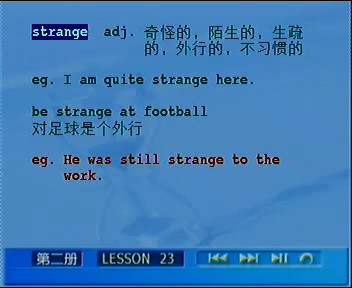 strange adj. 奇怪的，陌生的，生疏
的，外行的，不习惯的
eg. I am quite strange here.
be strange at football
对足球是个外行
eg. He was still strange to the
work.
第二册 LESSON 23